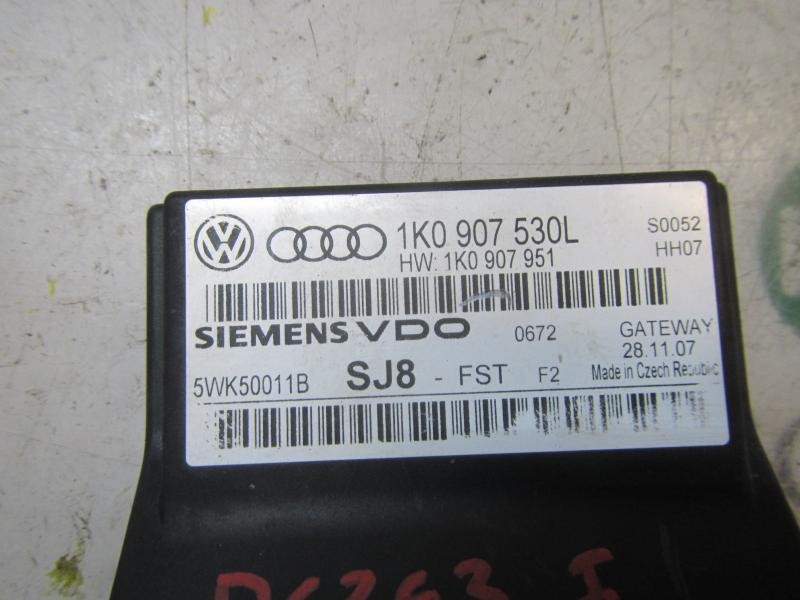 1K0 907 530L S0052
HW: 1K0 907 951 HH07
SIEMENS VDO 0672 GATEWAY
28.11.07
5WK50011B SJ8 - FST F2 Made in Czech Republic